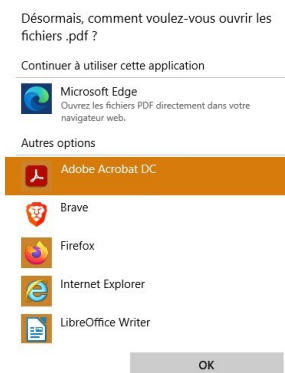 Désormais, comment voulez-vous ouvrir les
fichiers .pdf ?
Continuer à utiliser cette application
Microsoft Edge
Ouvrez les fichiers PDF directement dans votre
navigateur web.
Autres options
Adobe Acrobat DC
Brave
Firefox
Internet Explorer
LibreOffice Writer
OK